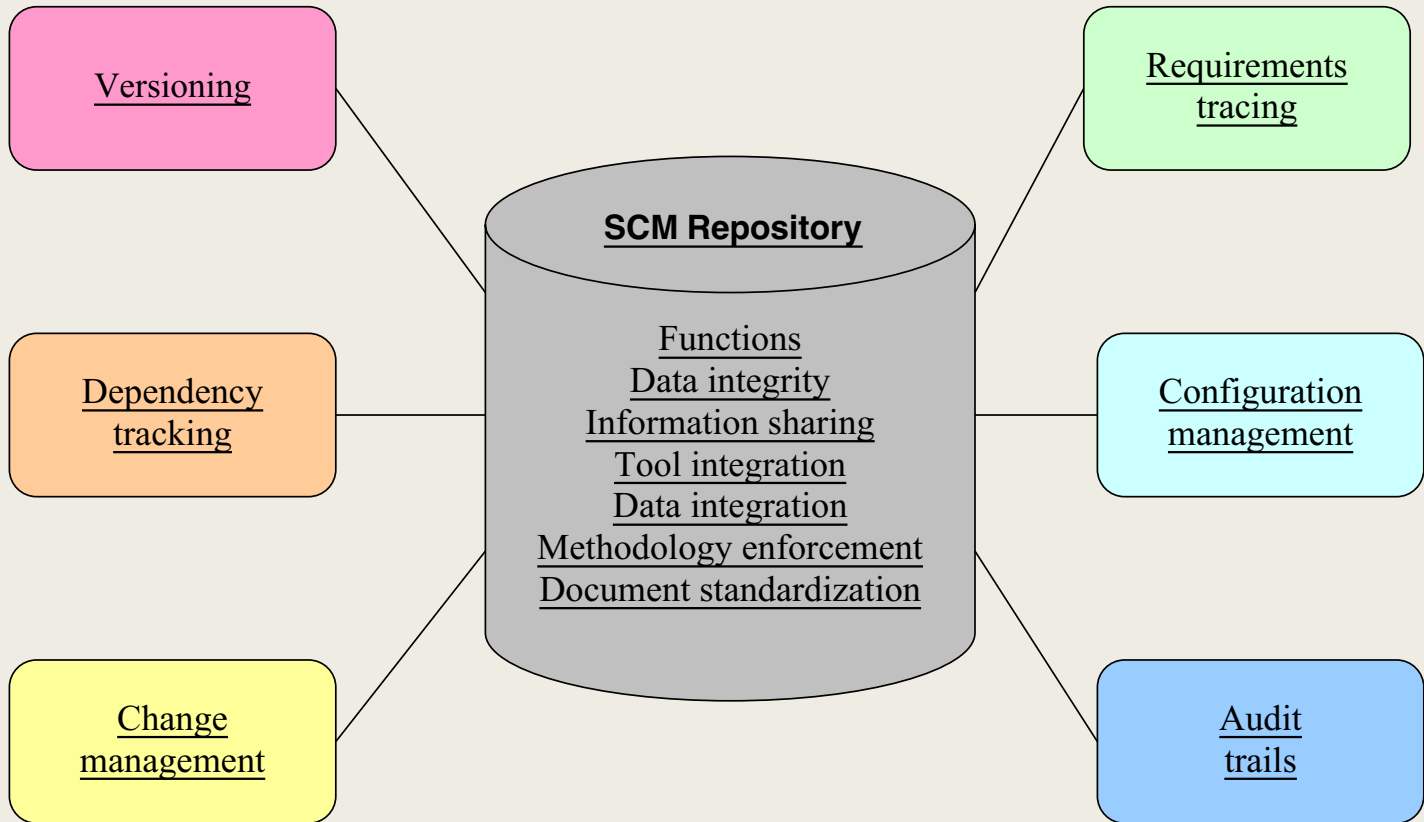 Versioning
Requirements
tracing
SCM Repository
Functions
Data integrity
Information sharing
Tool integration
Data integration
Methodology enforcement
Document standardization
Dependency
tracking
Configuration
management
Change
management
Audit
trails